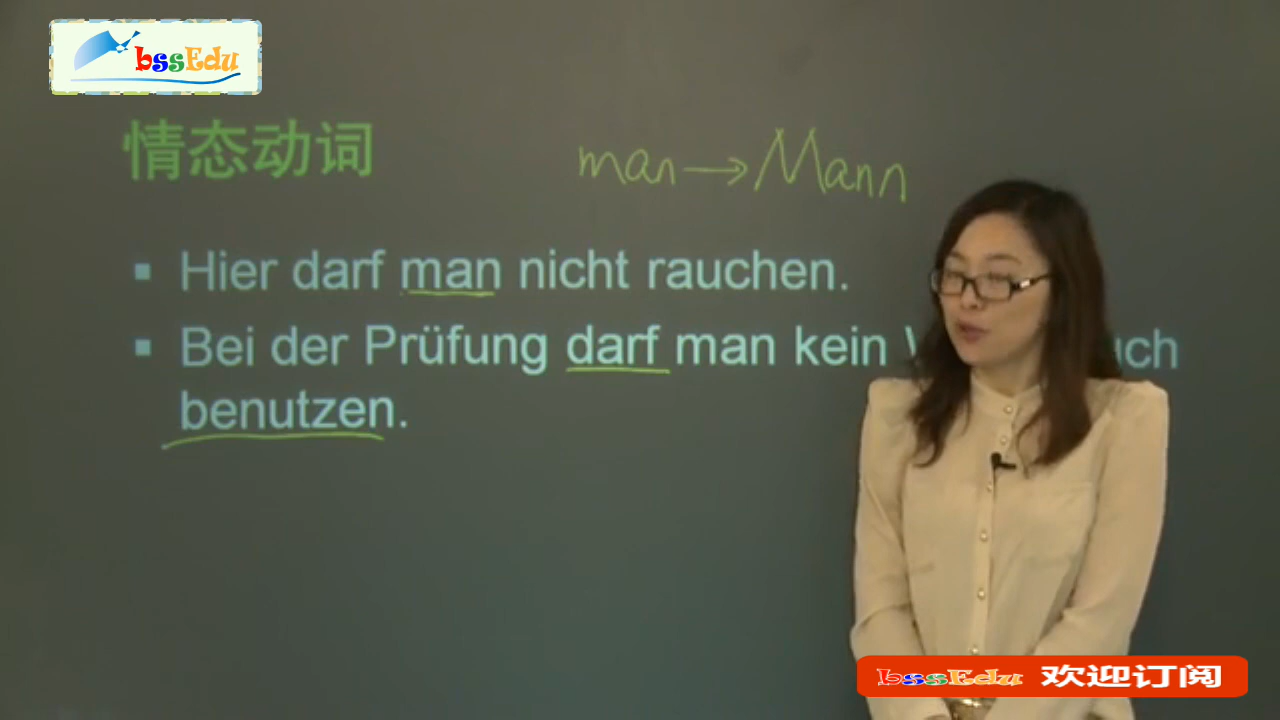 bssEdu
情态动词
man → Mann
Hier darf man nicht rauchen.
Bei der Prüfung darf man kein
benutzen.
bssEdu 欢迎订阅